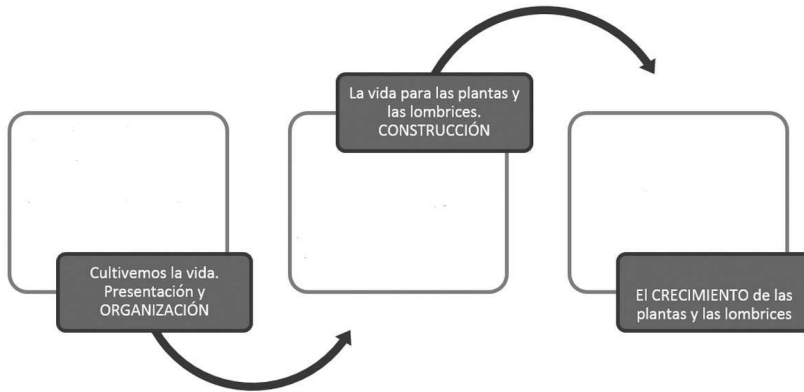 Cultivemos la vida.
Presentación y
ORGANIZACIÓN
La vida para las plantas y
las lombrices.
CONSTRUCCIÓN
El CRECIMIENTO de las
plantas y las lombrices